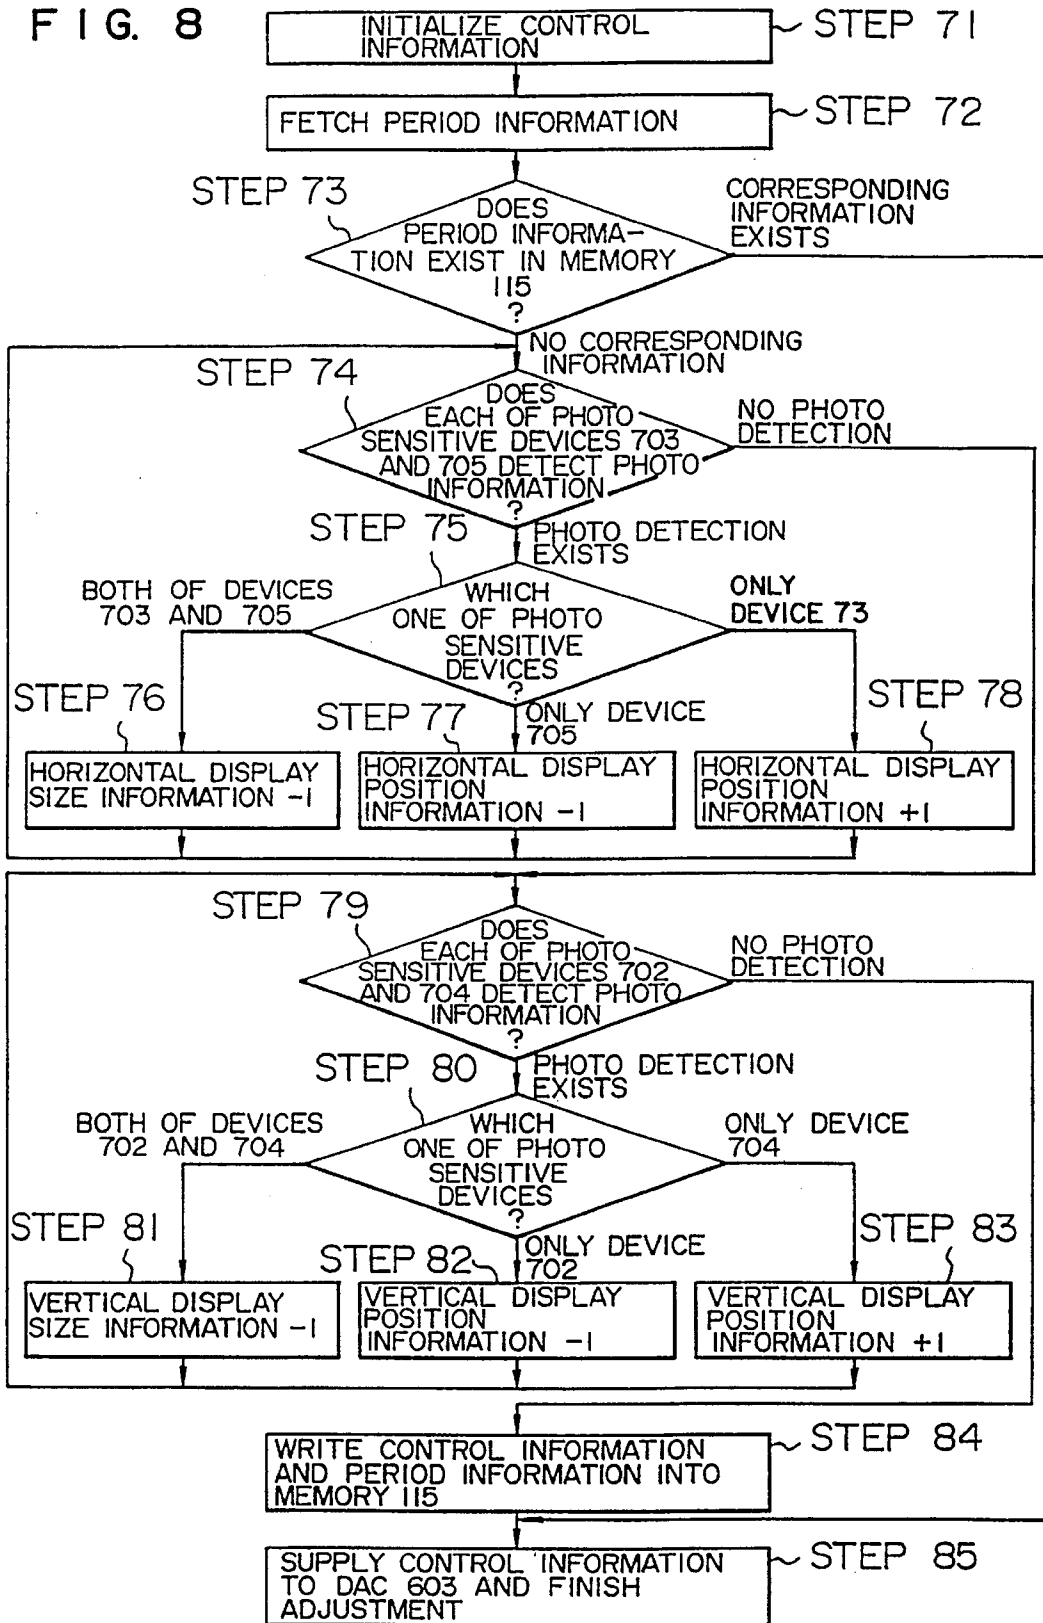 FIG. 8
INITIALIZE CONTROL
INFORMATION
STEP 71
FETCH PERIOD INFORMATION
STEP 72
STEP 73
DOES
PERIOD INFORMA-
TION EXIST IN MEMORY
115
?
CORRESPONDING
INFORMATION
EXISTS
NO CORRESPONDING
INFORMATION
STEP 74
DOES
EACH OF PHOTO
SENSITIVE DEVICES 703
AND 705 DETECT PHOTO
INFORMATION
?
NO PHOTO
DETECTION
STEP 75
PHOTO DETECTION
EXISTS
BOTH OF DEVICES
703 AND 705
WHICH
ONE OF PHOTO
SENSITIVE
DEVICES
?
ONLY
DEVICE 73
STEP 76
STEP 77
ONLY DEVICE
705
STEP 78
HORIZONTAL DISPLAY
SIZE INFORMATION -1
HORIZONTAL DISPLAY
POSITION
INFORMATION -1
HORIZONTAL DISPLAY
POSITION
INFORMATION +1
STEP 79
DOES
EACH OF PHOTO
SENSITIVE DEVICES 702
AND 704 DETECT PHOTO
INFORMATION
?
NO PHOTO
DETECTION
STEP 80
PHOTO DETECTION
EXISTS
BOTH OF DEVICES
702 AND 704
WHICH
ONE OF PHOTO
SENSITIVE
DEVICES
?
ONLY DEVICE
704
STEP 81
STEP 82
ONLY DEVICE
702
STEP 83
VERTICAL DISPLAY
SIZE INFORMATION -1
VERTICAL DISPLAY
POSITION
INFORMATION -1
VERTICAL DISPLAY
POSITION
INFORMATION +1
WRITE CONTROL INFORMATION
AND PERIOD INFORMATION INTO
MEMORY 115
STEP 84
SUPPLY CONTROL INFORMATION
TO DAC 603 AND FINISH
ADJUSTMENT
STEP 85